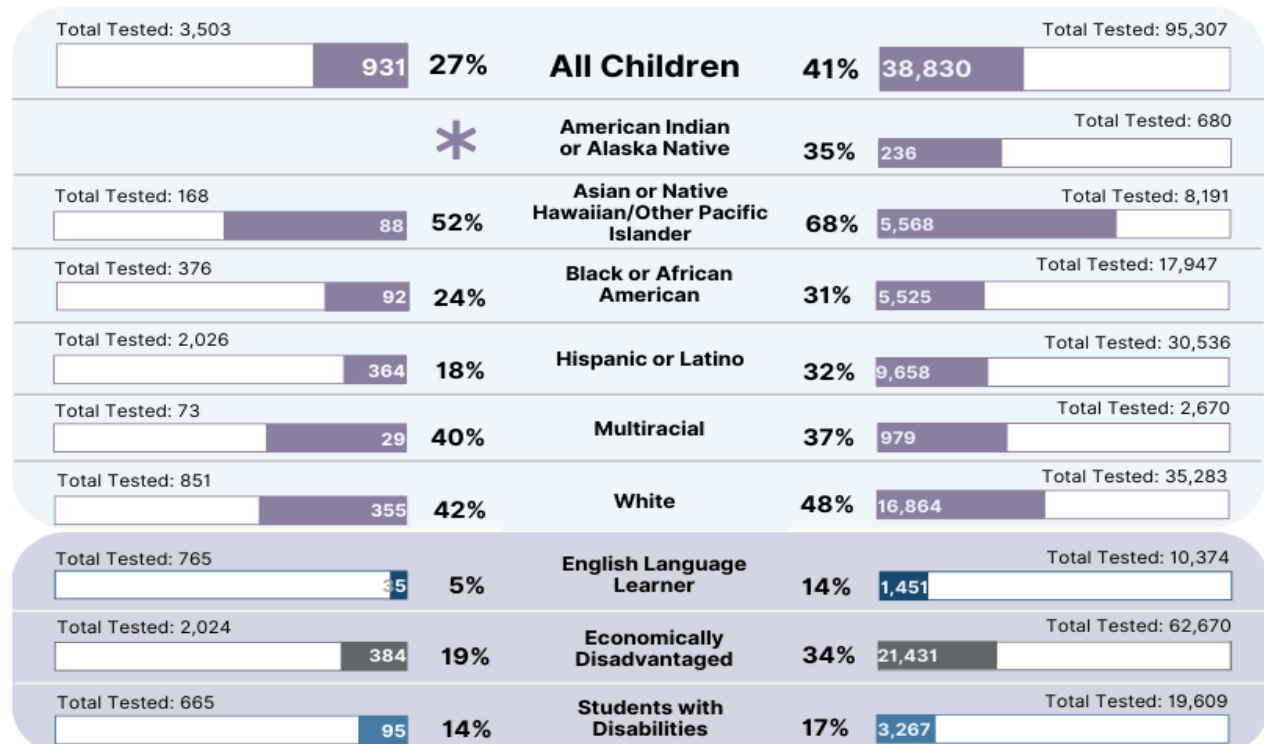 Total Tested: 3,503
Total Tested: 95,307
931 27% All Children 41% 38,830
Total Tested: 680
* American Indian
or Alaska Native
35% 236
Total Tested: 168
Asian or Native
Hawaiian/Other Pacific
Islander
Total Tested: 8,191
88 52% 68% 5,568
Total Tested: 376
Black or African
American
Total Tested: 17,947
92 24% 31% 5,525
Total Tested: 2,026
Total Tested: 30,536
364 18% Hispanic or Latino 32% 9,658
Total Tested: 73
Total Tested: 2,670
29 40% Multiracial 37% 979
Total Tested: 851
Total Tested: 35,283
355 42% White 48% 16,864
Total Tested: 765
English Language
Learner
Total Tested: 10,374
35 5% 14% 1,451
Total Tested: 2,024
Economically
Disadvantaged
Total Tested: 62,670
384 19% 34% 21,431
Total Tested: 665
Students with
Disabilities
Total Tested: 19,609
95 14% 17% 3,267